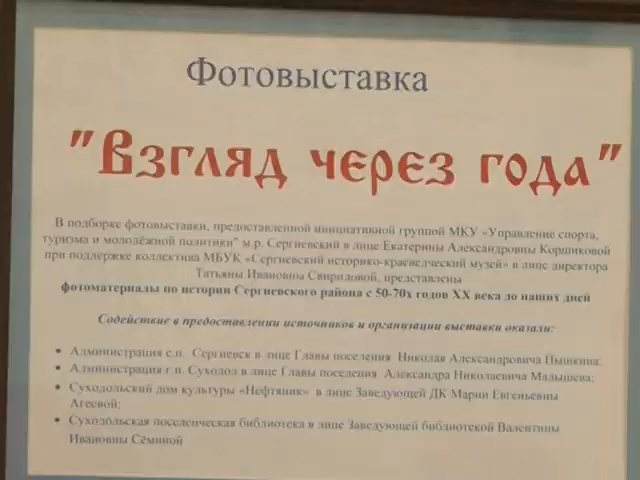 Фотовыставка
"Взгляд через года"
В подборке фотовыставки, предоставленной инициативной группой МКУ «Управление спорта,
туризма и молодёжной политики" м.р. Сергиевский в лице Екатерины Александровны Коршиковой
при поддержке коллектива МБУК «Сергиевский историко-краеведческий музей» в лице директора
Татьяны Ивановны Свиридовой, представлены
фотоматериалы по истории Сергиевского района с 50-70х годов XX века до наших дней
Содействие в предоставлении источников и организации выставки оказали:
• Администрация с.п. Сергиевск в лице Главы поселения Николая Александровича Пышкина;
• Администрация г.п. Суходол в лице Главы поселения Александра Николаевича Малышева;
• Суходольский дом культуры «Нефтяник» в лице Заведующей ДК Марии Евгеньевны
Агеевой;
• Суходольская поселенческая библиотека в лице Заведующей библиотекой Валентины
Ивановны Сёминой